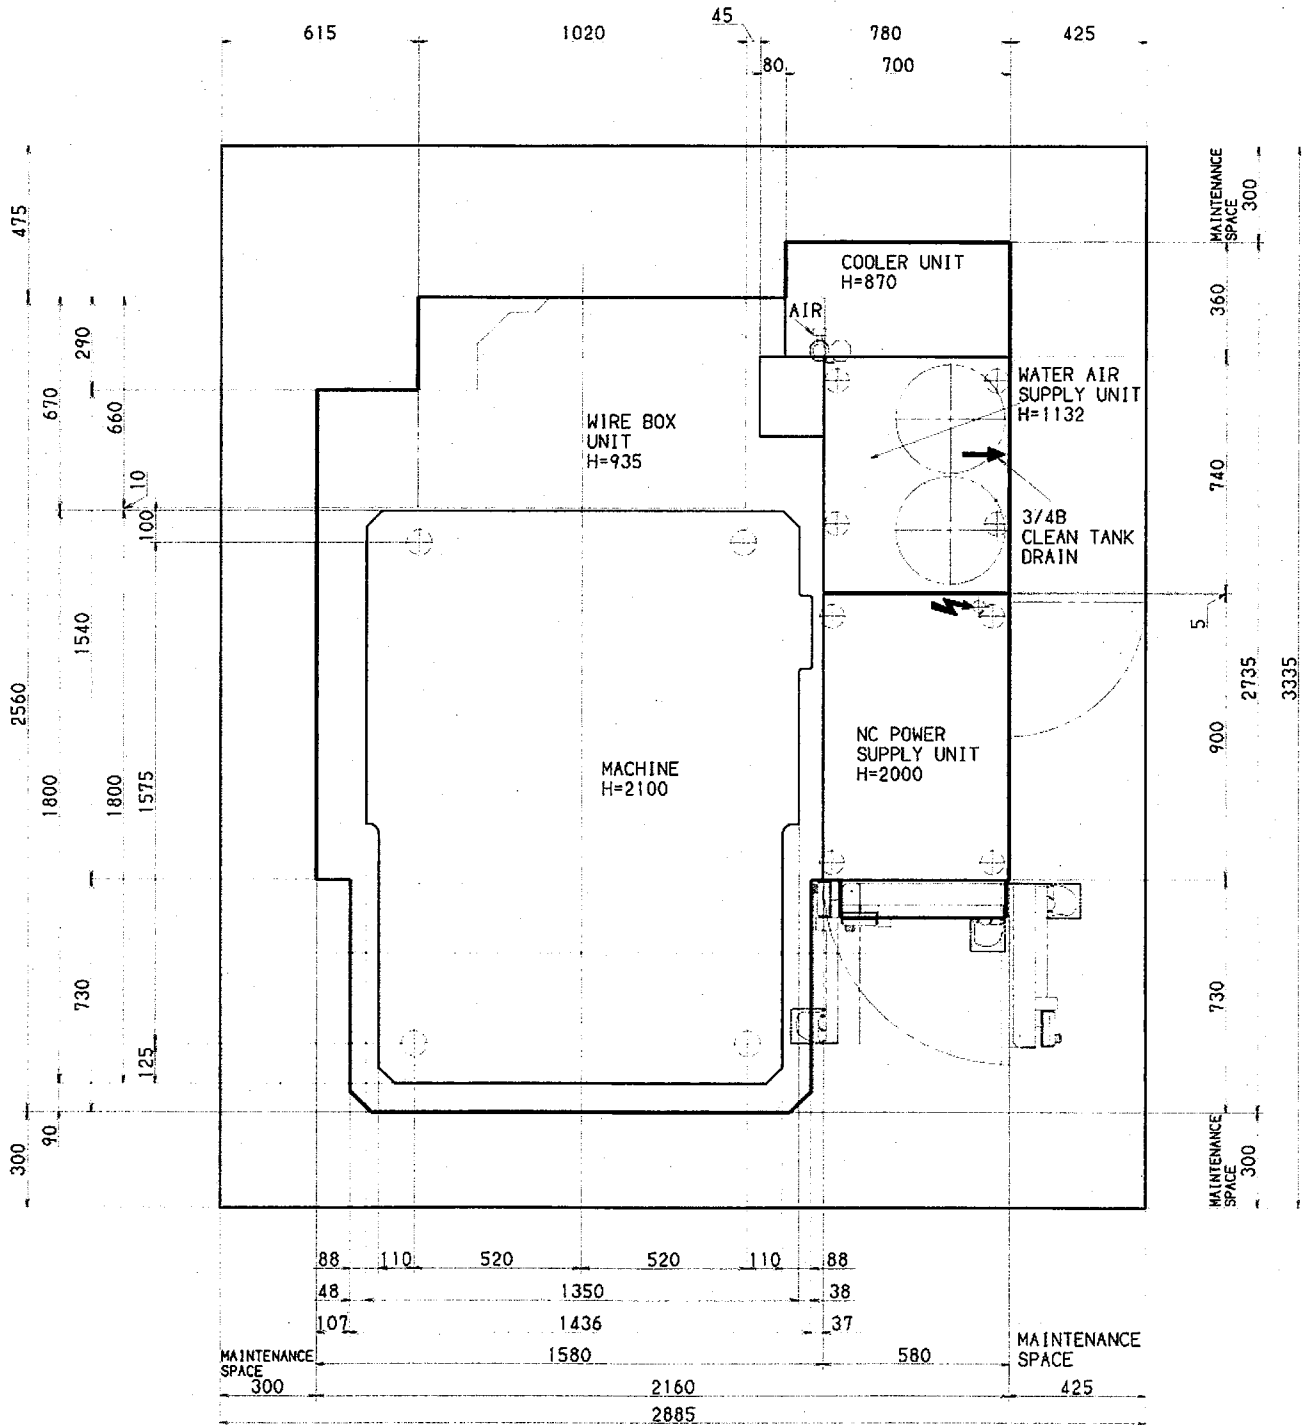 45
615
1020
780
425
80
700
MAINTENANCE
SPACE
300
475
COOLER UNIT
H=870
360
AIR
290
WATER AIR
SUPPLY UNIT
H=1132
670
660
WIRE BOX
UNIT
H=935
740
10
100
3/4B
CLEAN TANK
DRAIN
5
1540
2560
2735
3335
NC POWER
SUPPLY UNIT
H=2000
900
MACHINE
H=2100
1800
1800
1575
730
730
125
90
300
MAINTENANCE
SPACE
300
88
110
520
520
110
88
48
1350
38
107
1436
37
MAINTENANCE
SPACE
1580
580
MAINTENANCE
SPACE
300
2160
425
2885